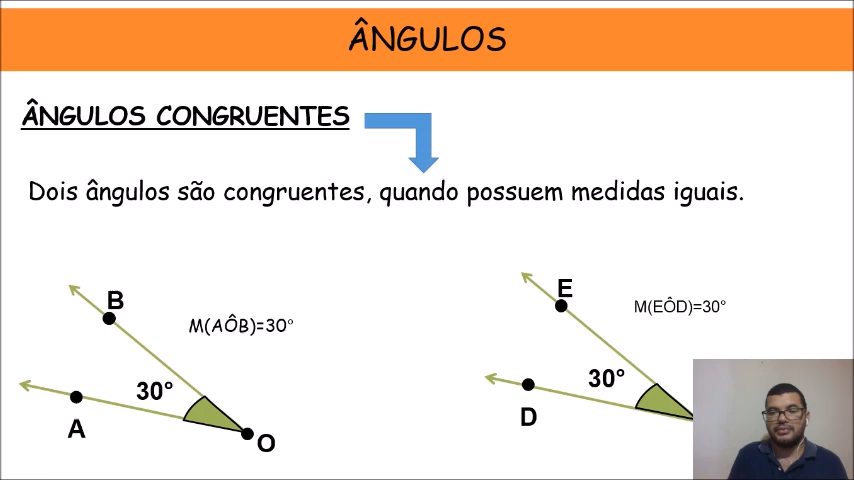 ÂNGULOS
ÂNGULOS CONGRUENTES
Dois ângulos são congruentes, quando possuem medidas iguais.
B
M(AÔB)=30°
30°
A
O
E
M(EÔD)=30°
30°
D